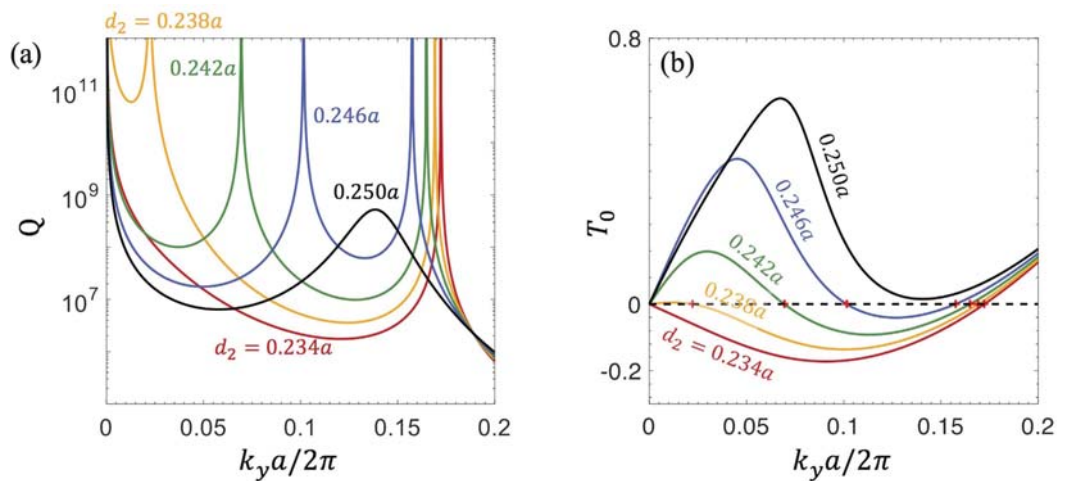 (a)
d₂ = 0.238a
0.242a
0.246a
0.250a
d₂ = 0.234a
Q
10¹¹
10⁹
10⁷
0
0.05
0.1
0.15
0.2
kᵧa/2π
(b)
0.250a
0.246a
0.242a
0.238a
d₂ = 0.234a
T₀
0.8
0
-0.2
0
0.05
0.1
0.15
0.2
kᵧa/2π